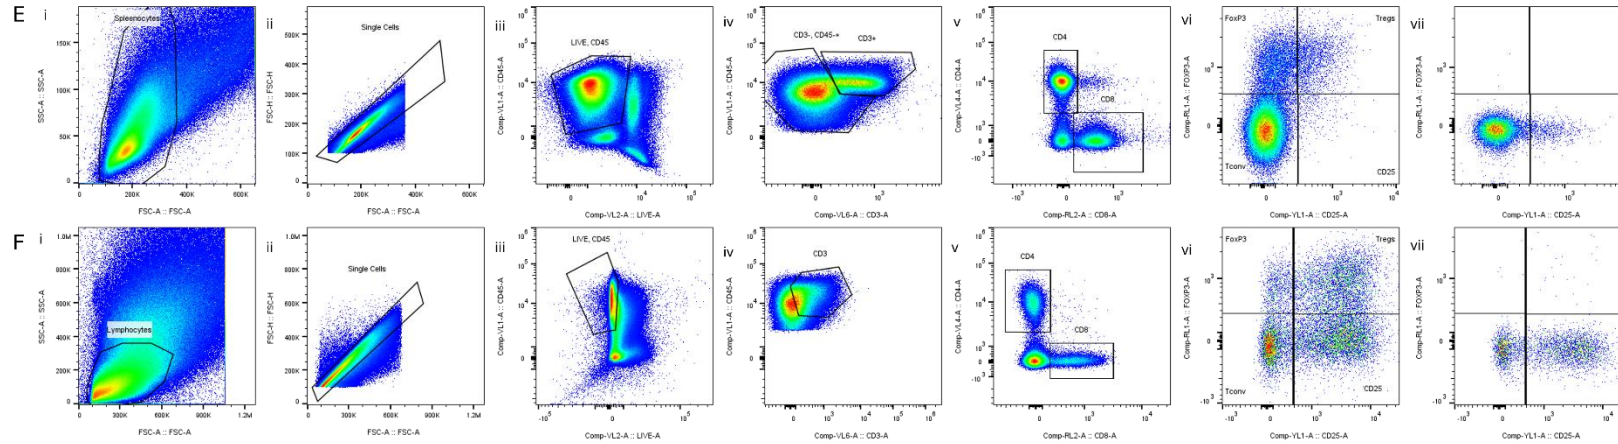 E
i
ii
iii
iv
v
vi
vii
Spleenocytes
150K
100K
50K
0
0
200K
400K
600K
SSC-A :: SSC-A
FSC-A :: FSC-A
Single Cells
500K
400K
300K
200K
100K
0
0
200K
400K
600K
FSC-H :: FSC-H
FSC-A :: FSC-A
LIVE, CD45
Comp-VL1-A :: CD45-A
Comp-VL2-A :: LIVE-A
CD3-, CD45-+
CD3+
Comp-VL1-A :: CD45-A
Comp-VL6-A :: CD3-A
CD4
CD8
Comp-VL4-A :: CD4-A
Comp-RL2-A :: CD8-A
FoxP3
Tregs
Tconv
CD25
Comp-RL1-A :: FOXP3-A
Comp-YL1-A :: CD25-A
Comp-RL1-A :: FOXP3-A
Comp-YL1-A :: CD25-A
F
i
ii
iii
iv
v
vi
vii
Lymphocytes
1.0M
800K
600K
400K
200K
0
0
300K
600K
900K
1.2M
SSC-A :: SSC-A
FSC-A :: FSC-A
Single Cells
1.0M
800K
600K
400K
200K
0
0
300K
600K
900K
1.2M
FSC-H :: FSC-H
FSC-A :: FSC-A
LIVE, CD45
Comp-VL1-A :: CD45-A
Comp-VL2-A :: LIVE-A
CD3
Comp-VL1-A :: CD45-A
Comp-VL6-A :: CD3-A
CD4
CD8
Comp-VL4-A :: CD4-A
Comp-RL2-A :: CD8-A
FoxP3
Tregs
Tconv
CD25
Comp-RL1-A :: FOXP3-A
Comp-YL1-A :: CD25-A
Comp-RL1-A :: FOXP3-A
Comp-YL1-A :: CD25-A